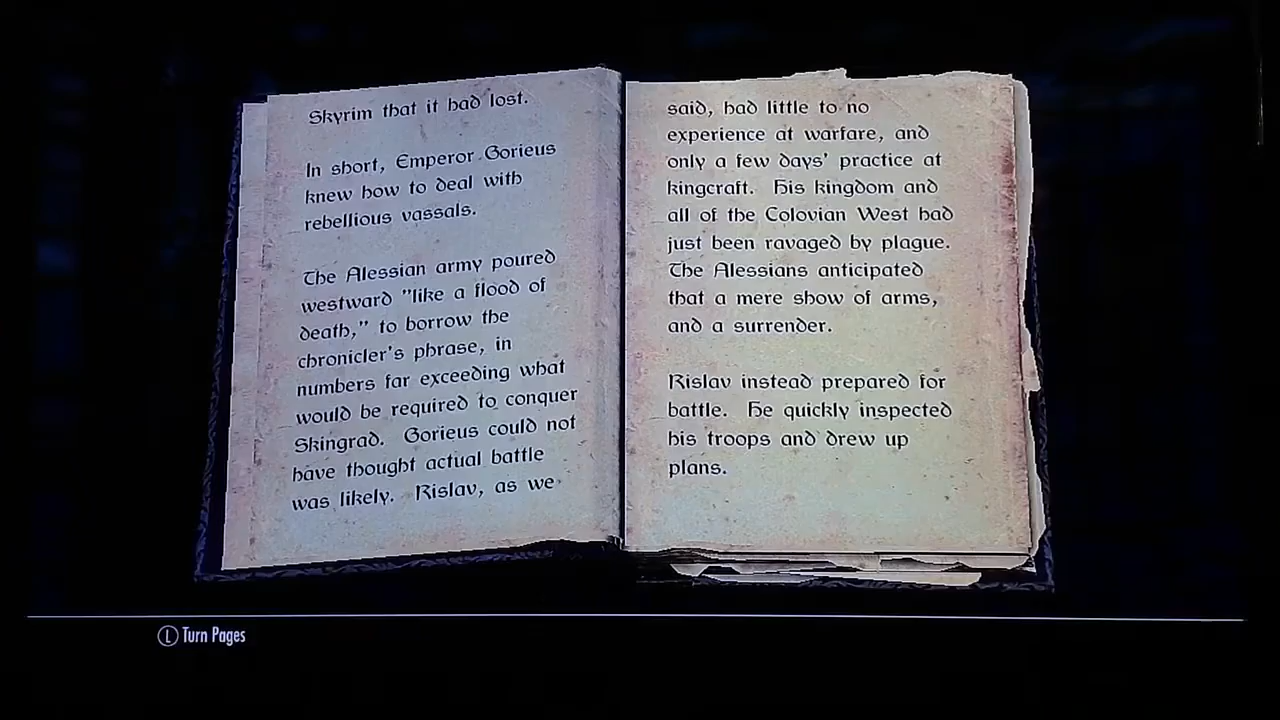 Skyrim that it had lost.
In short, Emperor Gorieus
knew how to deal with
rebellious vassals.
The Alessian army poured
westward "like a flood of
death," to borrow the
chronicler's phrase, in
numbers far exceeding what
would be required to conquer
Skingrad. Gorieus could not
have thought actual battle
was likely. Rislav, as we
said, had little to no
experience at warfare, and
only a few days' practice at
kingcraft. His kingdom and
all of the Colovian West had
just been ravaged by plague.
The Alessians anticipated
that a mere show of arms,
and a surrender.
Rislav instead prepared for
battle. He quickly inspected
his troops and drew up
plans.
L Turn Pages